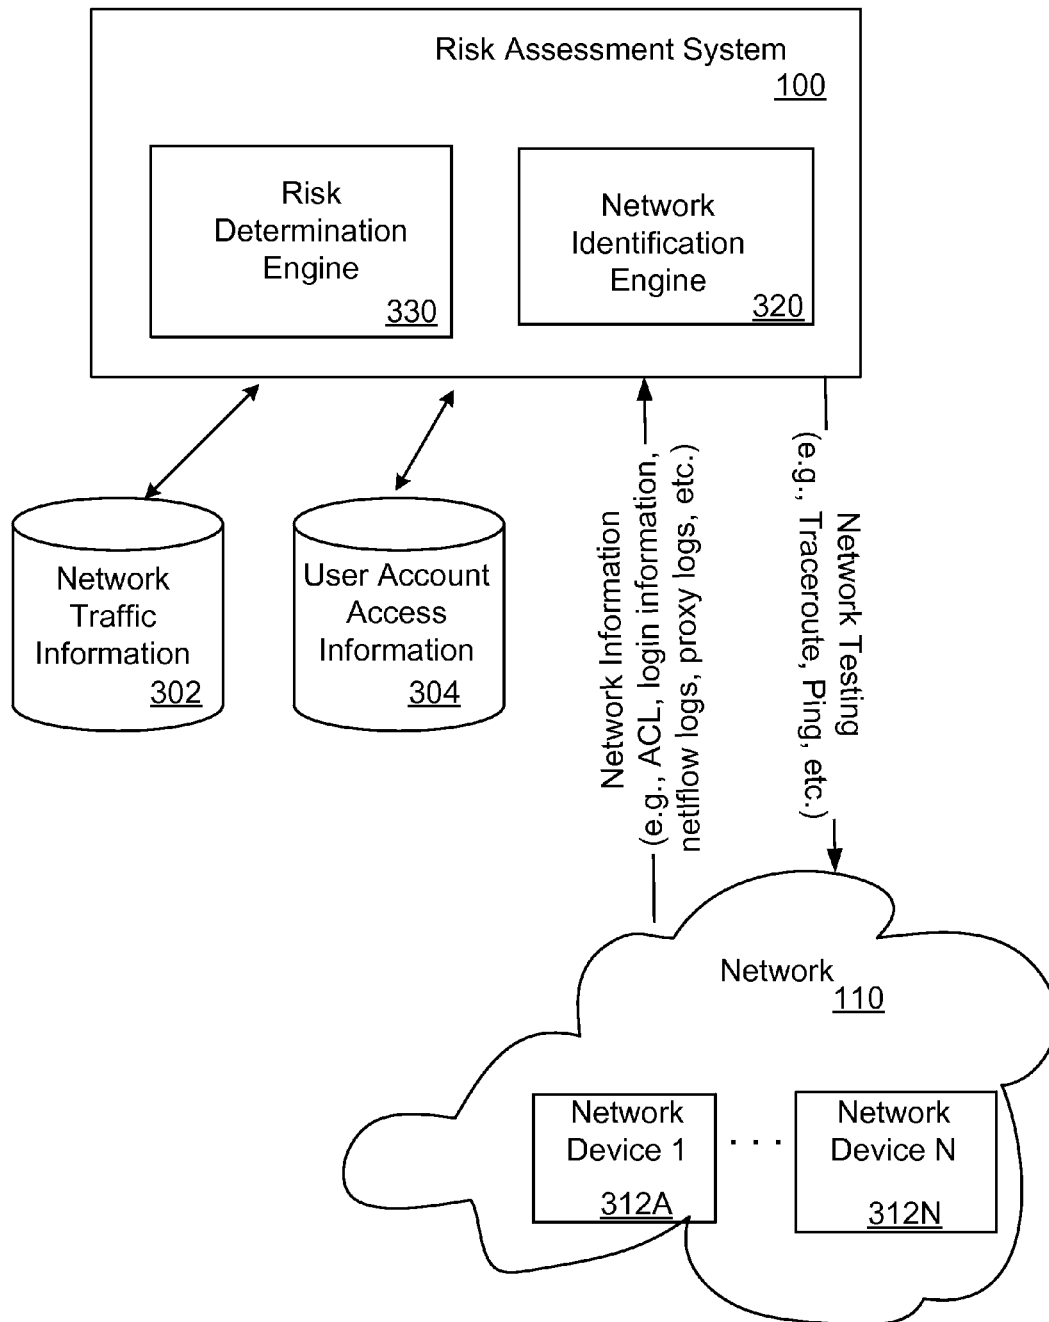 Risk Assessment System
100
Risk
Determination
Engine
330
Network
Identification
Engine
320
Network
Traffic
Information
302
User Account
Access
Information
304
Network Information
(e.g., ACL, login information,
netlflow logs, proxy logs, etc.)
Network Testing
(e.g., Traceroute, Ping, etc.)
Network
110
Network
Device 1
312A
. . .
Network
Device N
312N